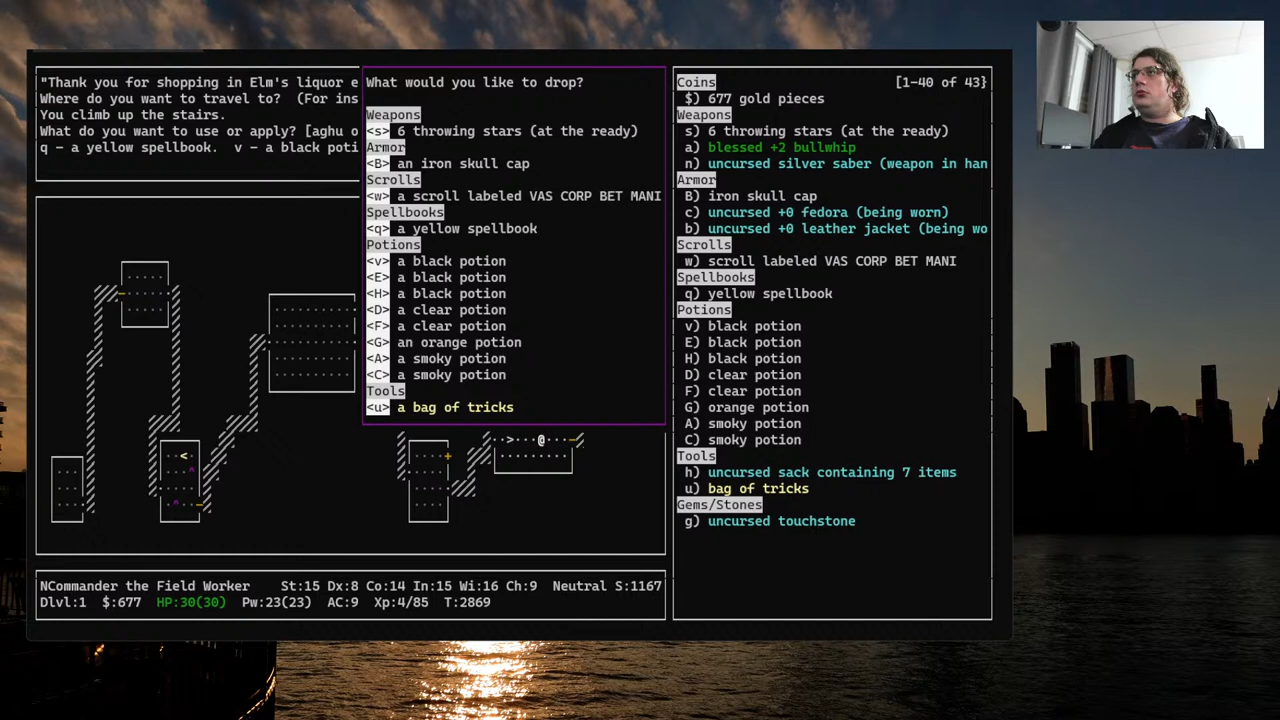 "Thank you for shopping in Elm's liquor e
Where do you want to travel to?  (For ins
You climb up the stairs.
What do you want to use or apply? [aghu o
q - a yellow spellbook.  v - a black poti
What would you like to drop?
Weapons
<s> 6 throwing stars (at the ready)
Armor
<B> an iron skull cap
Scrolls
<w> a scroll labeled VAS CORP BET MANI
Spellbooks
<q> a yellow spellbook
Potions
<v> a black potion
<E> a black potion
<H> a black potion
<D> a clear potion
<F> a clear potion
<G> an orange potion
<A> a smoky potion
<C> a smoky potion
Tools
<u> a bag of tricks
Coins [1-40 of 43}
$) 677 gold pieces
Weapons
s) 6 throwing stars (at the ready)
a) blessed +2 bullwhip
n) uncursed silver saber (weapon in han
Armor
B) iron skull cap
c) uncursed +0 fedora (being worn)
b) uncursed +0 leather jacket (being wo
Scrolls
w) scroll labeled VAS CORP BET MANI
Spellbooks
q) yellow spellbook
Potions
v) black potion
E) black potion
H) black potion
D) clear potion
F) clear potion
G) orange potion
A) smoky potion
C) smoky potion
Tools
h) uncursed sack containing 7 items
u) bag of tricks
Gems/Stones
g) uncursed touchstone
NCommander the Field Worker    St:15 Dx:8 Co:14 In:15 Wi:16 Ch:9  Neutral S:1167
Dlvl:1  $:677  HP:30(30)  Pw:23(23)  AC:9  Xp:4/85  T:2869